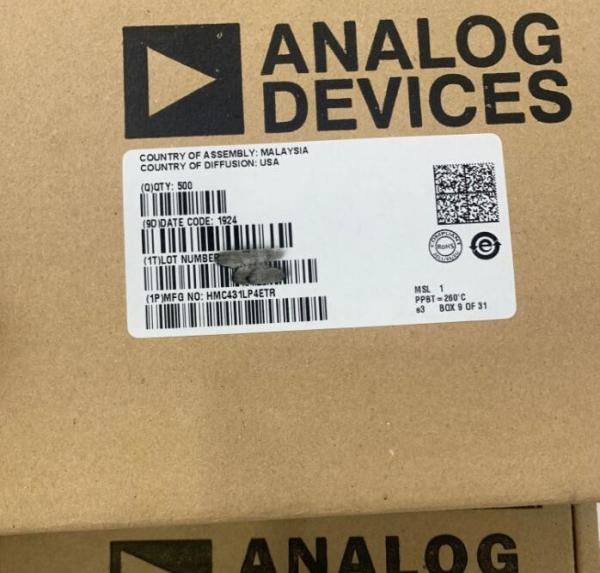 ANALOG
DEVICES
COUNTRY OF ASSEMBLY: MALAYSIA
COUNTRY OF DIFFUSION: USA
(Q)QTY: 500
(9D)DATE CODE: 1924
(1T)LOT NUMBER
(1P)MFG NO: HMC431LP4ETR
RoHS
e
MSL 1
PPBT = 260°C
e3 BOX 9 OF 31
ANALOG